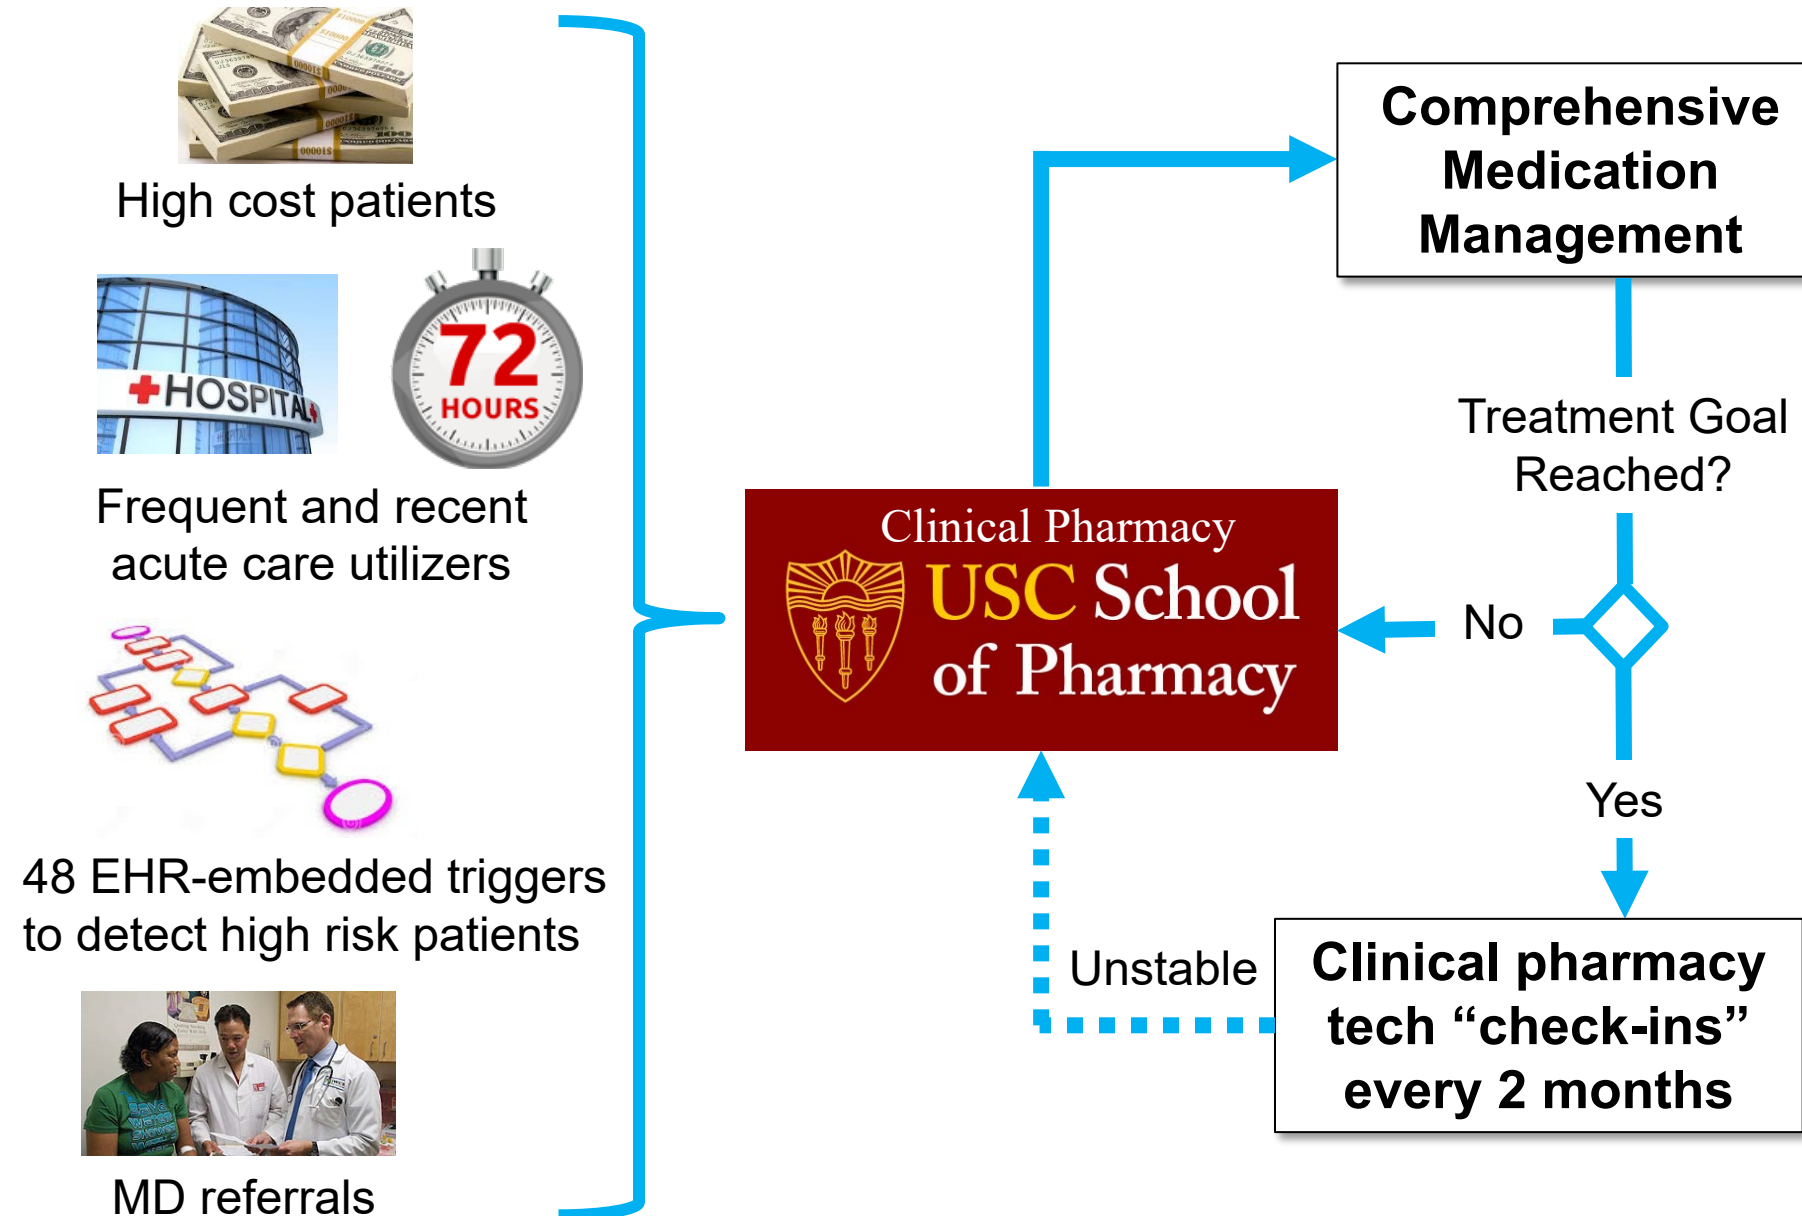 High cost patients
HOSPITAL
72
HOURS
Frequent and recent
acute care utilizers
48 EHR-embedded triggers
to detect high risk patients
MD referrals
Clinical Pharmacy
USC School
of Pharmacy
Comprehensive
Medication
Management
Treatment Goal
Reached?
No
Yes
Unstable
Clinical pharmacy
tech “check-ins”
every 2 months